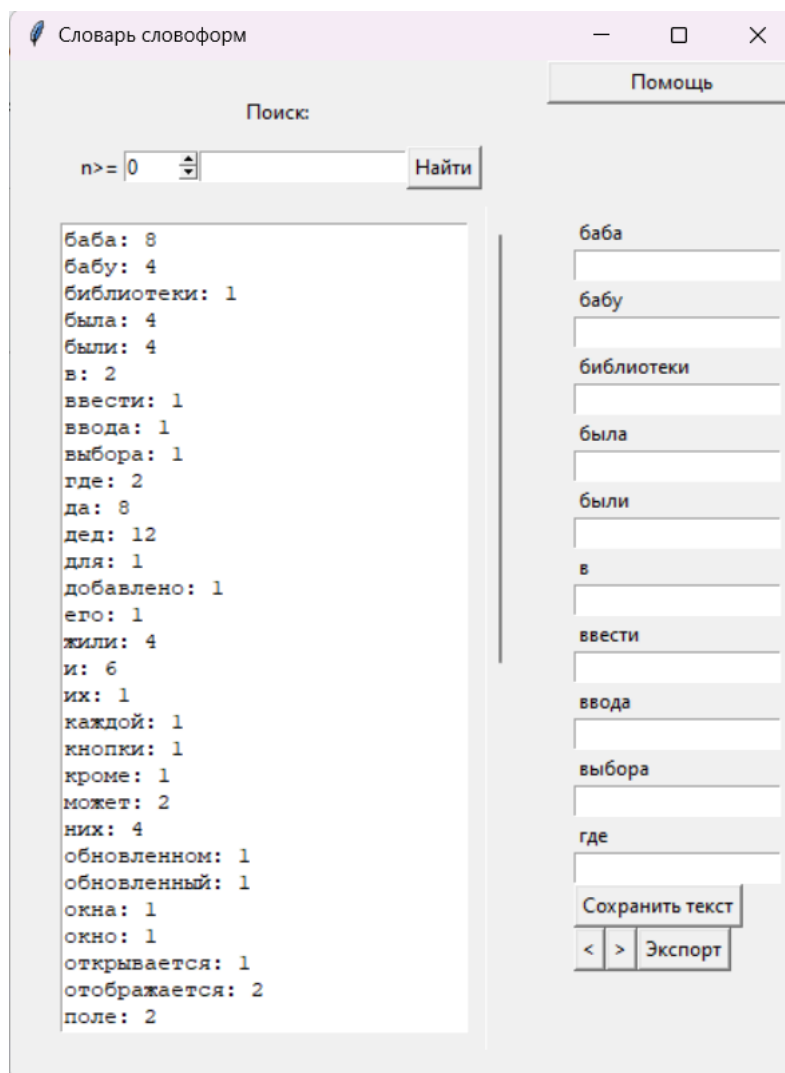 Словарь словоформ
Помощь
Поиск:
n>= 0 Найти
баба: 8
бабу: 4
библиотеки: 1
была: 4
были: 4
в: 2
ввести: 1
ввода: 1
выбора: 1
где: 2
да: 8
дед: 12
для: 1
добавлено: 1
его: 1
жили: 4
и: 6
их: 1
каждой: 1
кнопки: 1
кроме: 1
может: 2
них: 4
обновленном: 1
обновленный: 1
окна: 1
окно: 1
открывается: 1
отображается: 2
поле: 2
баба
бабу
библиотеки
была
были
в
ввести
ввода
выбора
где
Сохранить текст
< > Экспорт